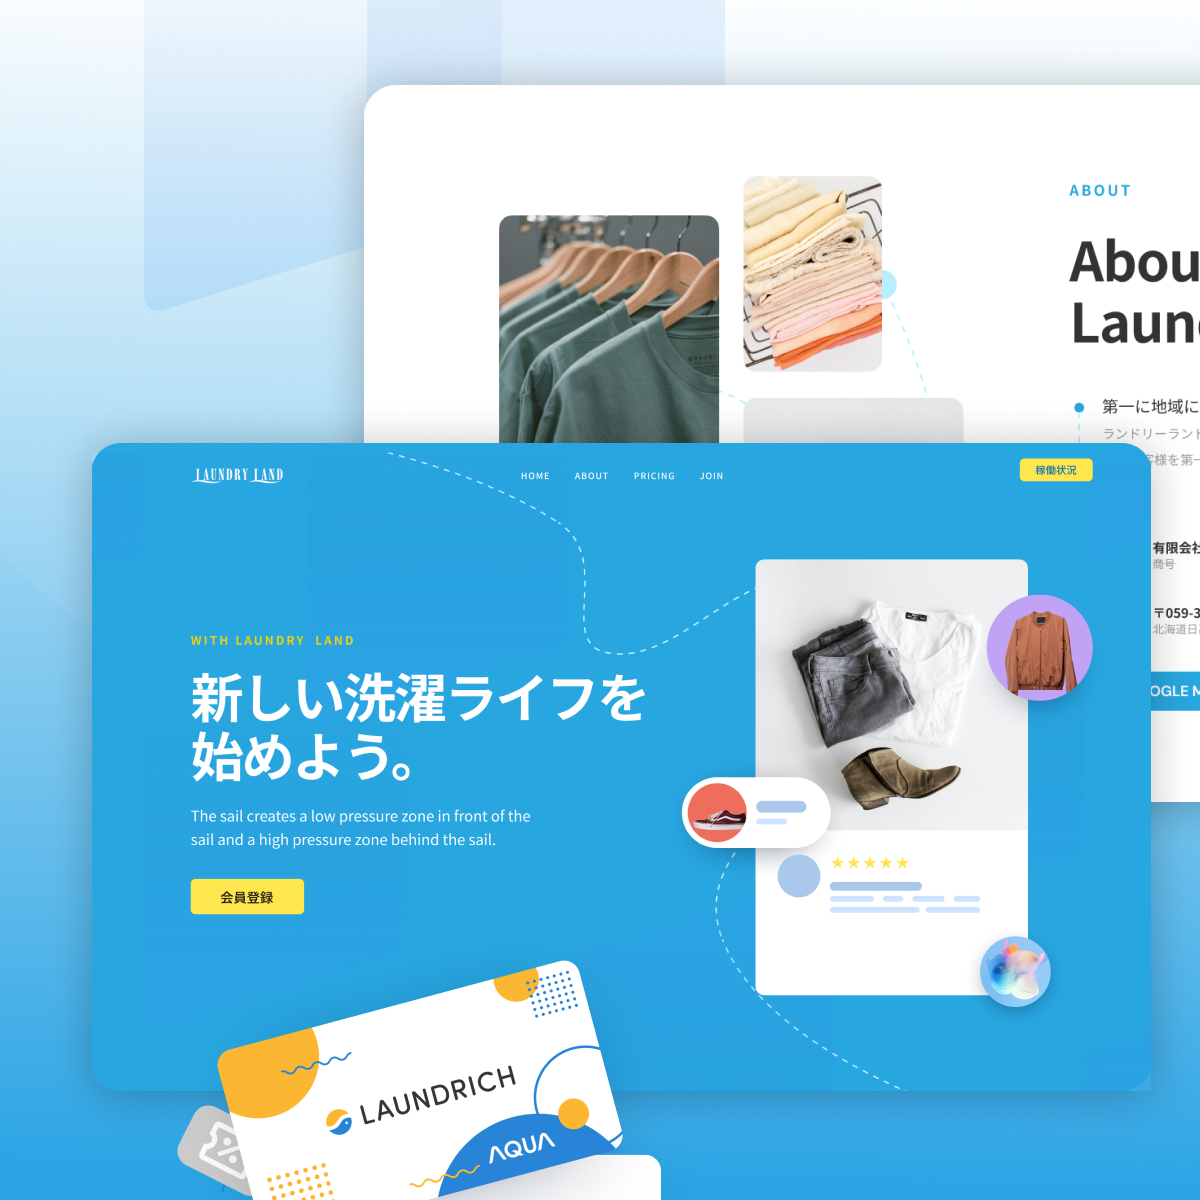 ABOUT
Abou
Laund
第一に地域に
ランドリーランド
客様を第一
有限会社
商号
〒059-3
北海道日高
OGLE M
LAUNDRY LAND
HOME ABOUT PRICING JOIN
稼働状況
WITH LAUNDRY LAND
新しい洗濯ライフを
始めよう。
The sail creates a low pressure zone in front of the
sail and a high pressure zone behind the sail.
会員登録
LAUNDRICH
AQUA